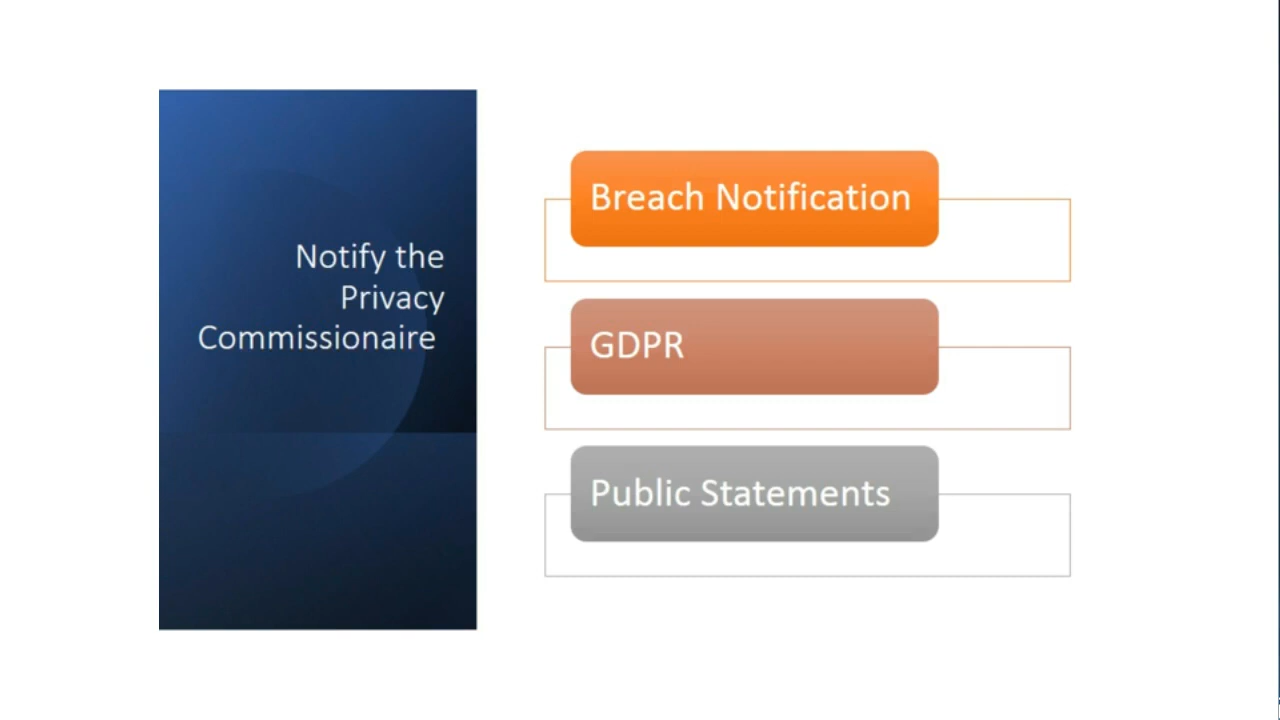 Notify the
Privacy
Commissionaire
Breach Notification
GDPR
Public Statements